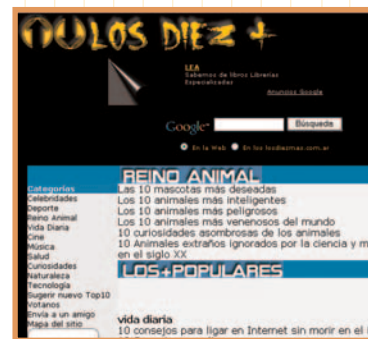 LOS DIEZ +
LEA
Sabemos de libros Librerías
Especializadas
Anuncios Google
Google
Búsqueda
En la Web
En los losdiezmas.com.ar
REINO ANIMAL
Categorías
Celebridades
Deporte
Reino Animal
Vida Diaria
Cine
Música
Salud
Curiosidades
Naturaleza
Tecnología
Sugerir nuevo Top10
Votanos
Envía a un amigo
Mapa del sitio
Las 10 mascotas más deseadas
Los 10 animales más inteligentes
Los 10 animales más peligrosos
Los 10 animales más venenosos del mundo
10 curiosidades asombrosas de los animales
10 Animales extraños ignorados por la ciencia y m
en el siglo XX
LOS+POPULARES
vida diaria
10 consejos para ligar en Internet sin morir en el i